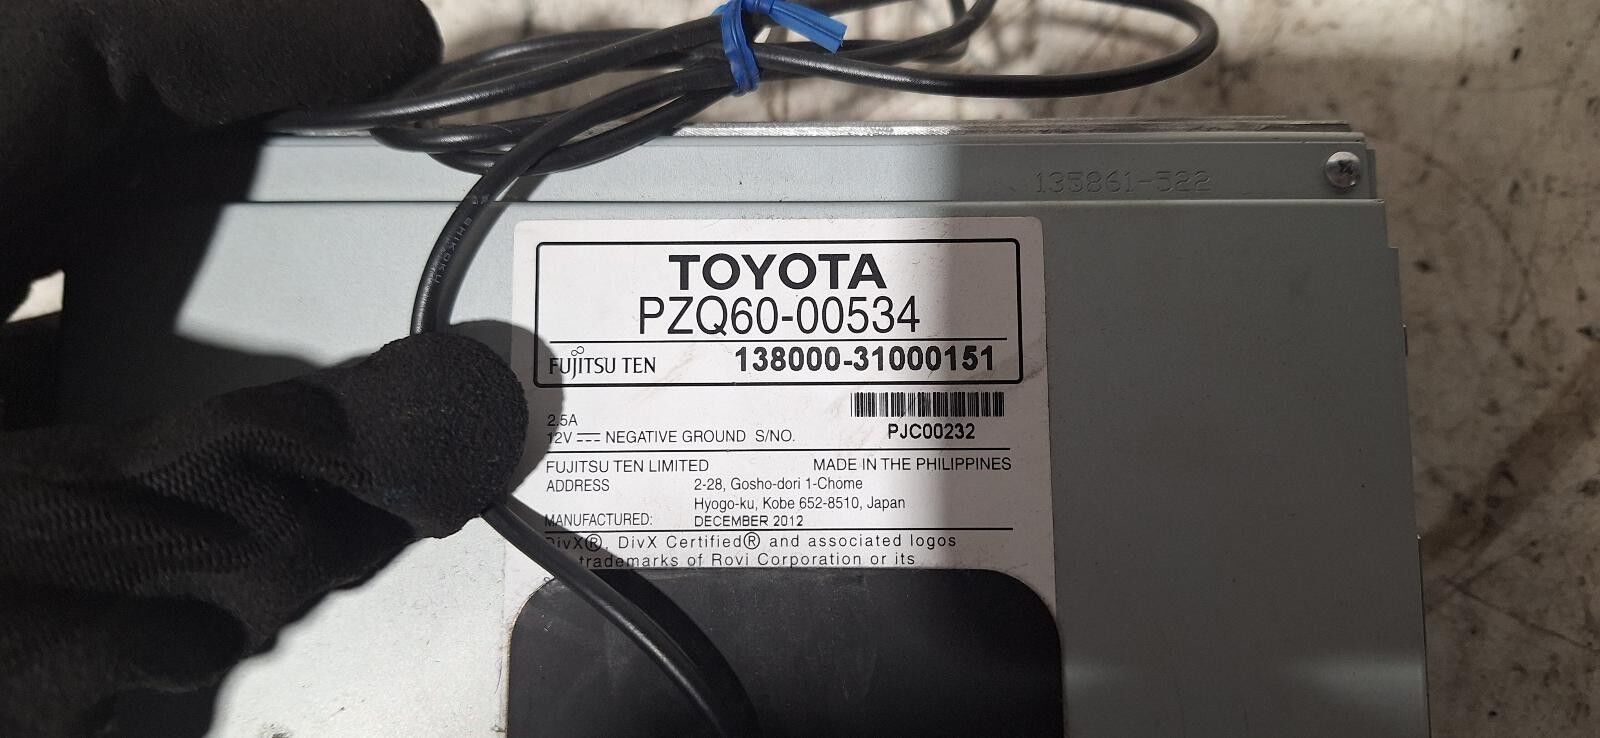 135861-522
TOYOTA
PZQ60-00534
FUJITSU TEN 138000-31000151
2.5A
12V NEGATIVE GROUND S/NO. PJC00232
FUJITSU TEN LIMITED MADE IN THE PHILIPPINES
ADDRESS 2-28, Gosho-dori 1-Chome
Hyogo-ku, Kobe 652-8510, Japan
MANUFACTURED: DECEMBER 2012
DivX®, DivX Certified® and associated logos
trademarks of Rovi Corporation or its